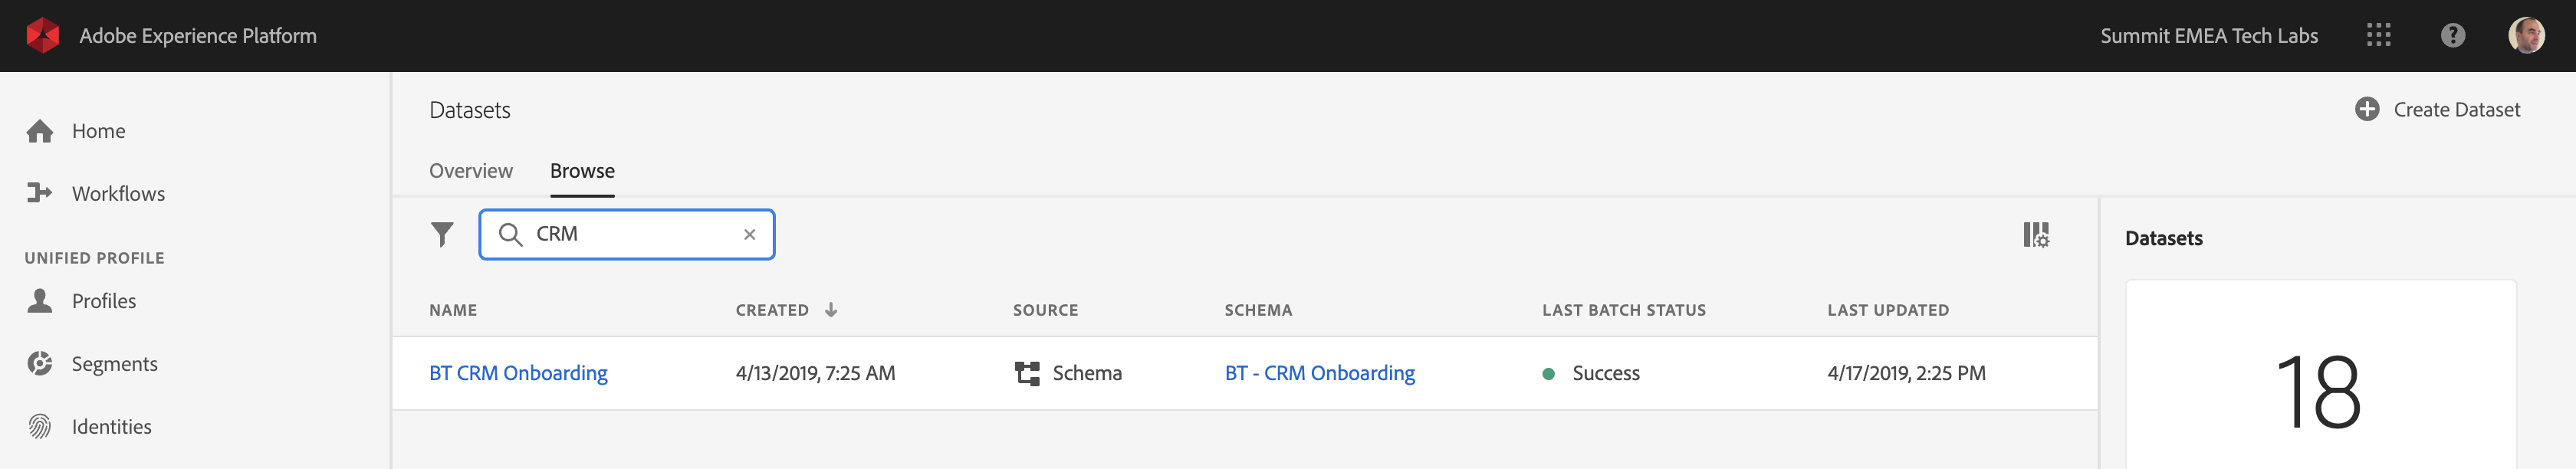 Adobe Experience Platform
Summit EMEA Tech Labs
?
Home
Workflows
UNIFIED PROFILE
Profiles
Segments
Identities
Datasets
Create Dataset
Overview Browse
CRM
NAME CREATED SOURCE SCHEMA LAST BATCH STATUS LAST UPDATED
BT CRM Onboarding 4/13/2019, 7:25 AM Schema BT - CRM Onboarding Success 4/17/2019, 2:25 PM
Datasets
18